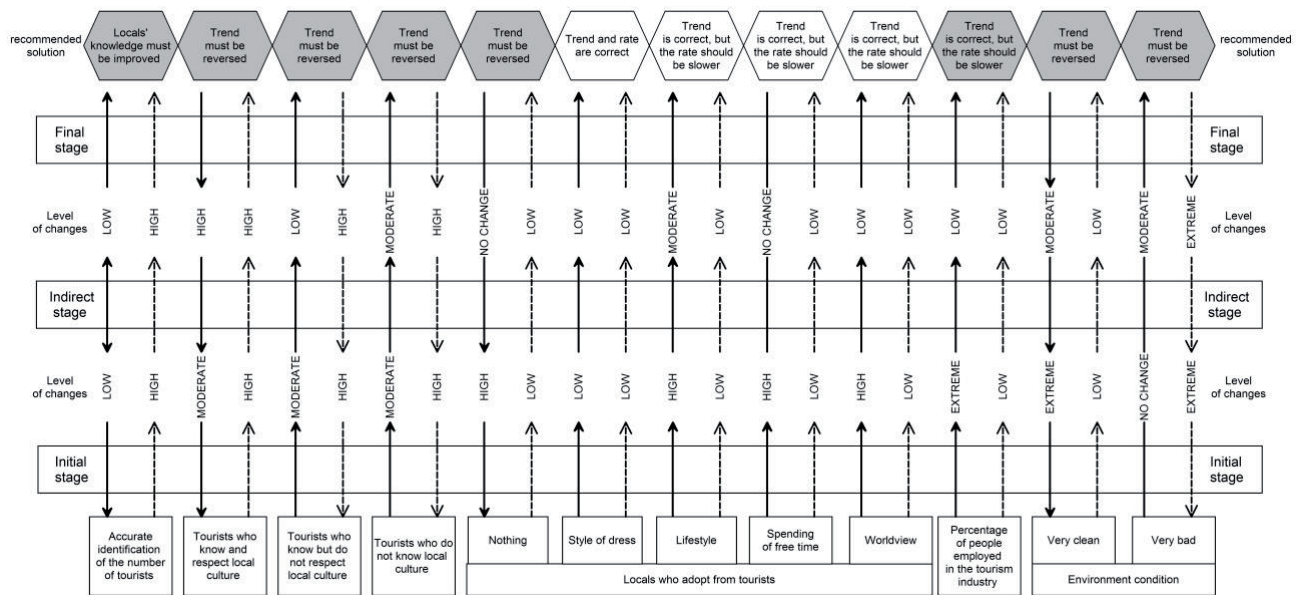 recommended
solution
Locals'
knowledge must
be improved
Trend
must be
reversed
Trend
must be
reversed
Trend
must be
reversed
Trend
must be
reversed
Trend and rate
are correct
Trend
is correct, but
the rate should
be slower
Trend
is correct, but
the rate should
be slower
Trend
is correct, but
the rate should
be slower
Trend
is correct, but
the rate should
be slower
Trend
must be
reversed
Trend
must be
reversed
recommended
solution
Final
stage
Final
stage
Level
of changes
LOW
HIGH
HIGH
HIGH
LOW
HIGH
MODERATE
HIGH
NO CHANGE
LOW
LOW
LOW
MODERATE
LOW
NO CHANGE
LOW
LOW
LOW
LOW
LOW
MODERATE
LOW
MODERATE
EXTREME
Level
of changes
Indirect
stage
Indirect
stage
Level
of changes
LOW
HIGH
MODERATE
HIGH
MODERATE
HIGH
MODERATE
HIGH
HIGH
LOW
LOW
LOW
HIGH
LOW
HIGH
LOW
HIGH
LOW
EXTREME
LOW
EXTREME
LOW
NO CHANGE
EXTREME
Level
of changes
Initial
stage
Initial
stage
Accurate
identification
of the number
of tourists
Tourists who
know and
respect local
culture
Tourists who
know but do
not respect
local culture
Tourists who do
not know local
culture
Nothing
Style of dress
Lifestyle
Spending
of free time
Worldview
Locals who adopt from tourists
Percentage
of people
employed
in the tourism
industry
Very clean
Very bad
Environment condition